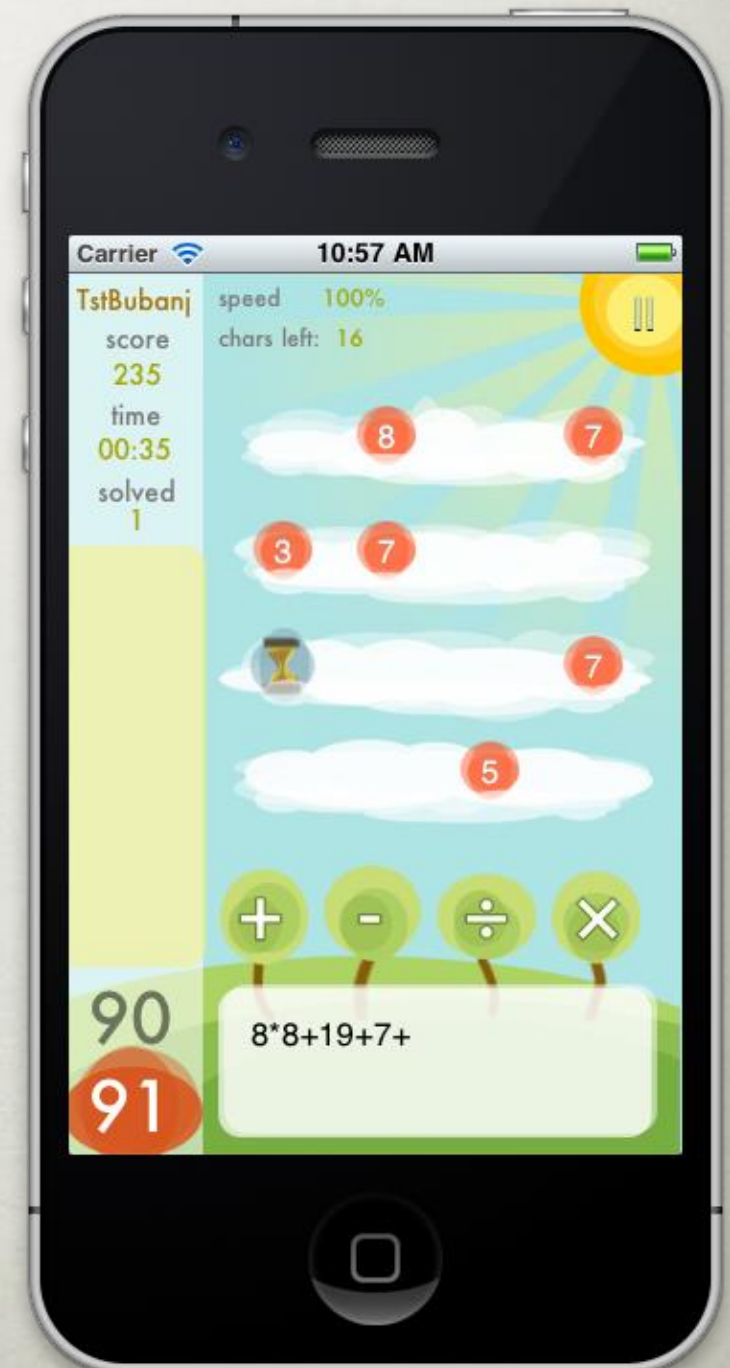 Carrier 10:57 AM
TstBubanj
score
235
time
00:35
solved
1
speed 100%
chars left: 16
8 7
3 7
7
5
+ - ÷ ×
90
91
8*8+19+7+